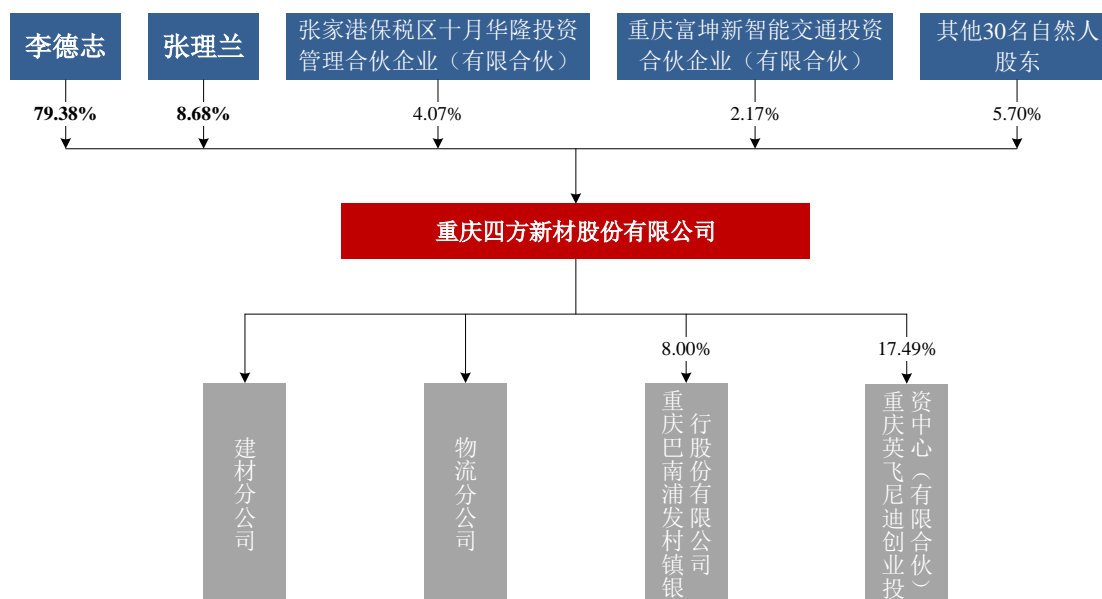 李德志
张理兰
张家港保税区十月华隆投资
管理合伙企业（有限合伙）
重庆富坤新智能交通投资
合伙企业（有限合伙）
其他30名自然人
股东
79.38%
8.68%
4.07%
2.17%
5.70%
重庆四方新材股份有限公司
8.00%
17.49%
建材分公司
物流分公司
重庆巴南浦发村镇银
行股份有限公司
重庆英飞尼迪创业投
资中心（有限合伙）